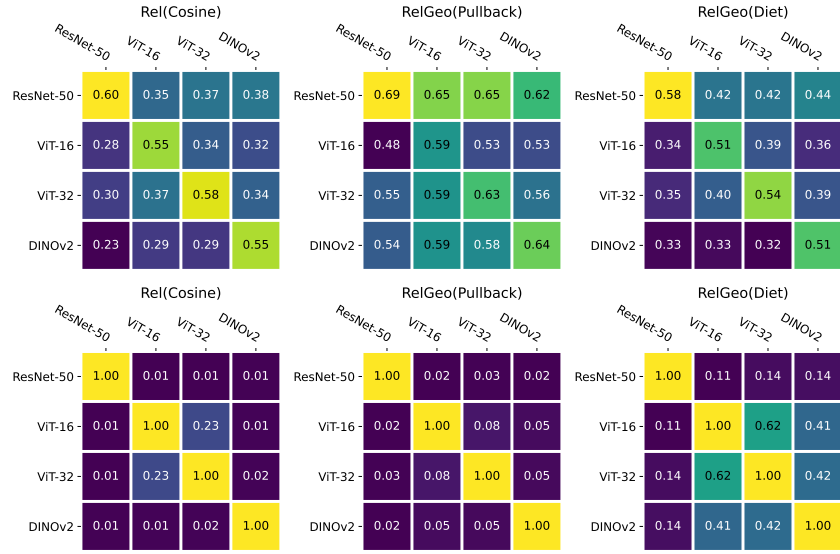 Rel(Cosine) RelGeo(Pullback) RelGeo(Diet)
ResNet-50 ViT-16 ViT-32 DINOv2 ResNet-50 ViT-16 ViT-32 DINOv2 ResNet-50 ViT-16 ViT-32 DINOv2
ResNet-50 0.60 0.35 0.37 0.38 ResNet-50 0.69 0.65 0.65 0.62 ResNet-50 0.58 0.42 0.42 0.44
ViT-16 0.28 0.55 0.34 0.32 ViT-16 0.48 0.59 0.53 0.53 ViT-16 0.34 0.51 0.39 0.36
ViT-32 0.30 0.37 0.58 0.34 ViT-32 0.55 0.59 0.63 0.56 ViT-32 0.35 0.40 0.54 0.39
DINOv2 0.23 0.29 0.29 0.55 DINOv2 0.54 0.59 0.58 0.64 DINOv2 0.33 0.33 0.32 0.51
Rel(Cosine) RelGeo(Pullback) RelGeo(Diet)
ResNet-50 ViT-16 ViT-32 DINOv2 ResNet-50 ViT-16 ViT-32 DINOv2 ResNet-50 ViT-16 ViT-32 DINOv2
ResNet-50 1.00 0.01 0.01 0.01 ResNet-50 1.00 0.02 0.03 0.02 ResNet-50 1.00 0.11 0.14 0.14
ViT-16 0.01 1.00 0.23 0.01 ViT-16 0.02 1.00 0.08 0.05 ViT-16 0.11 1.00 0.62 0.41
ViT-32 0.01 0.23 1.00 0.02 ViT-32 0.03 0.08 1.00 0.05 ViT-32 0.14 0.62 1.00 0.42
DINOv2 0.01 0.01 0.02 1.00 DINOv2 0.02 0.05 0.05 1.00 DINOv2 0.14 0.41 0.42 1.00